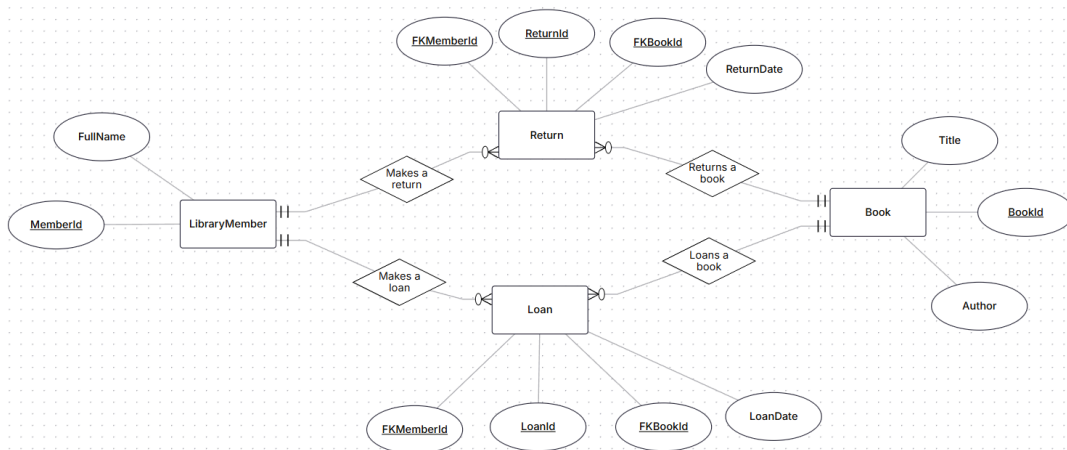 FKMemberId
ReturnId
FKBookId
ReturnDate
Return
FullName
Makes a
return
Returns a
book
Title
MemberId
LibraryMember
Book
BookId
Makes a
loan
Loans a
book
Loan
Author
FKMemberId
LoanId
FKBookId
LoanDate